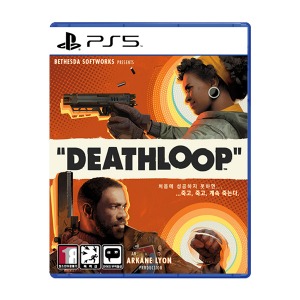 PS5
BETHESDA SOFTWORKS PRESENTS
"DEATHLOOP"
처음에 성공하지 못하면...
...죽고, 죽고, 계속 죽는다.
AN
ARKANE LYON
PRODUCTION